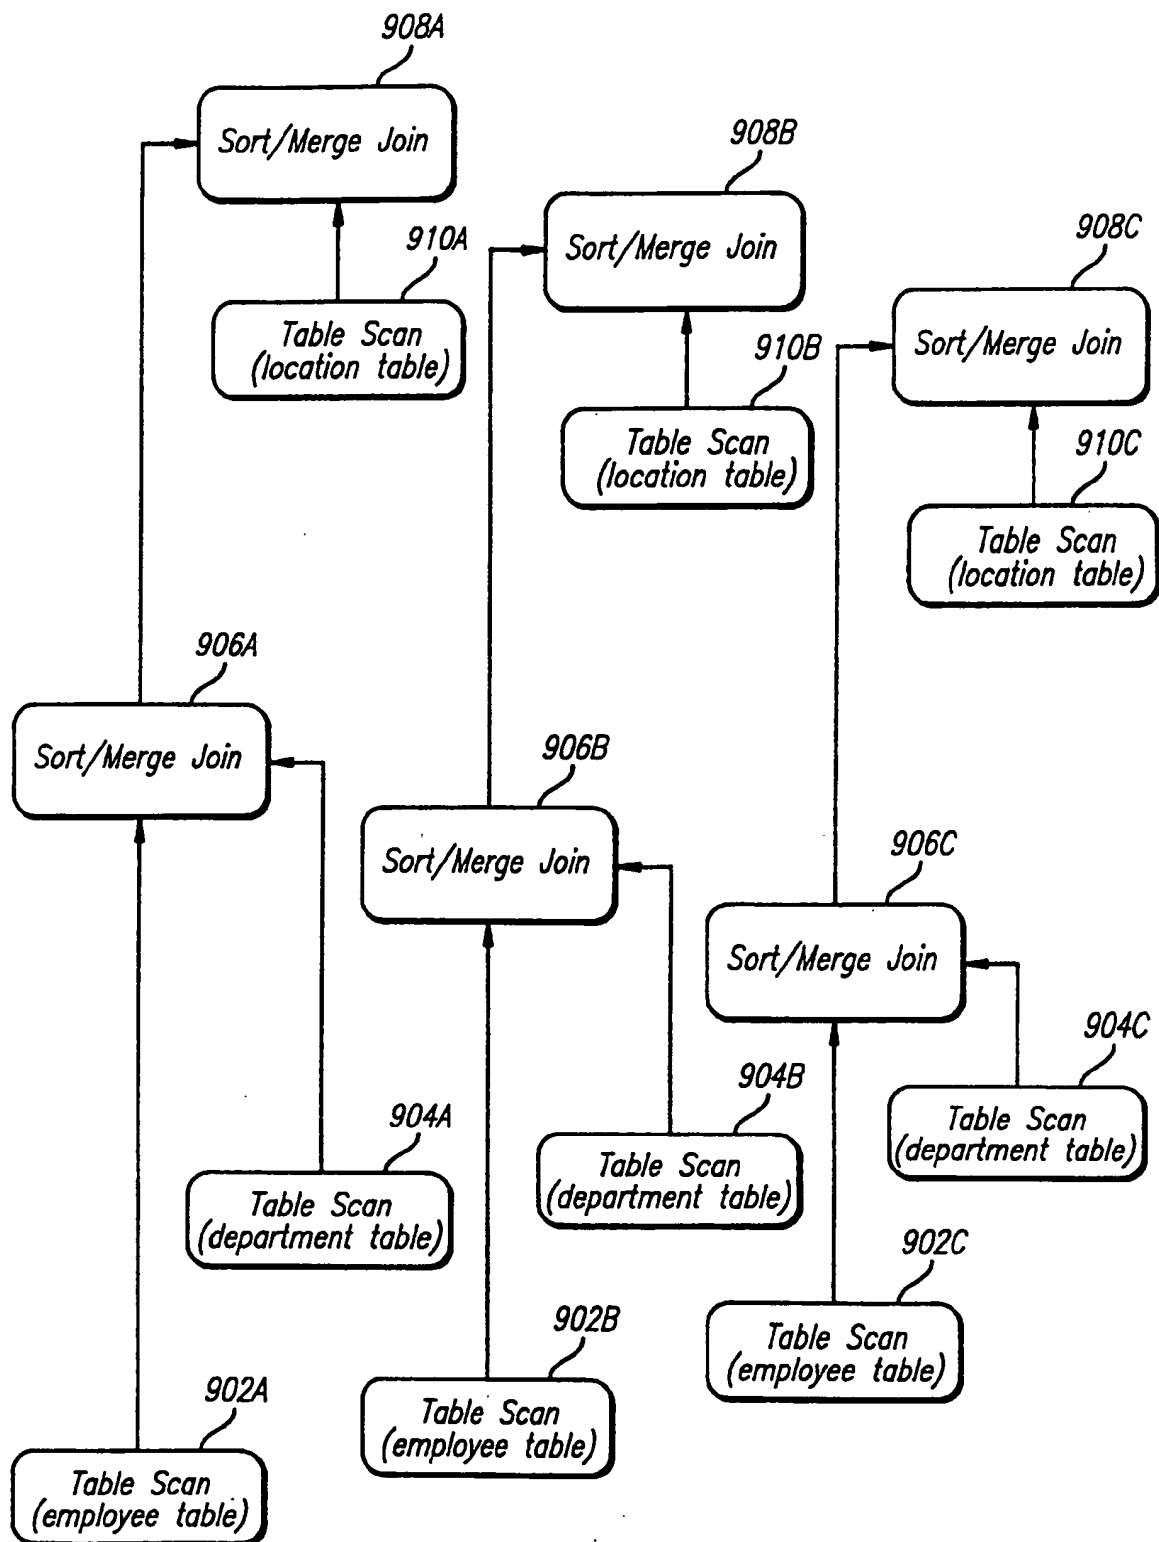 908A
Sort/Merge Join
908B
910A
Sort/Merge Join
908C
Table Scan
(location table)
910B
Sort/Merge Join
Table Scan
(location table)
910C
Table Scan
(location table)
906A
Sort/Merge Join
906B
Sort/Merge Join
906C
Sort/Merge Join
904C
904B
Table Scan
(department table)
904A
Table Scan
(department table)
Table Scan
(department table)
902C
902B
Table Scan
(employee table)
902A
Table Scan
(employee table)
Table Scan
(employee table)